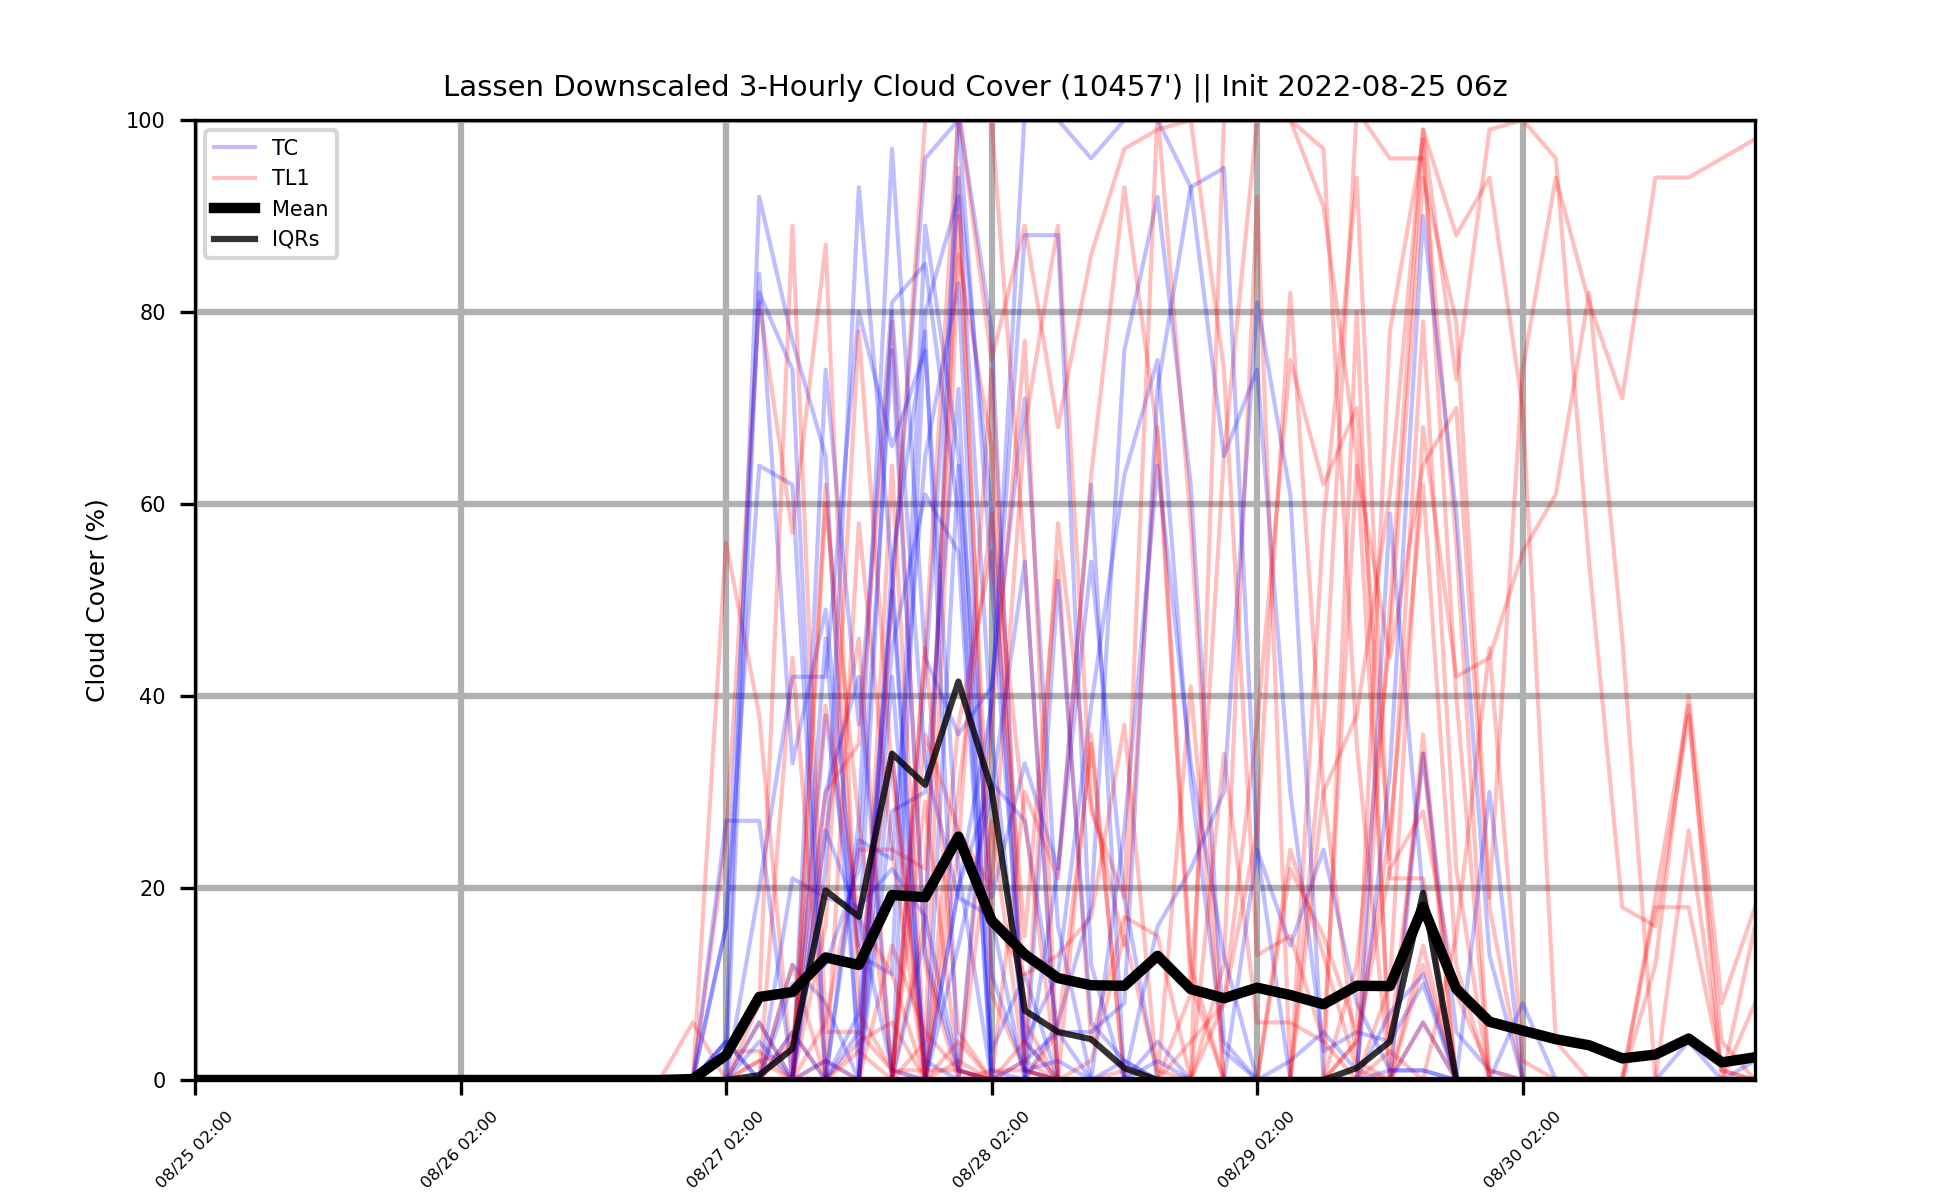 Lassen Downscaled 3-Hourly Cloud Cover (10457') || Init 2022-08-25 06z
TC
TL1
Mean
IQRs
Cloud Cover (%)
100
80
60
40
20
0
08/25 02:00
08/26 02:00
08/27 02:00
08/28 02:00
08/29 02:00
08/30 02:00